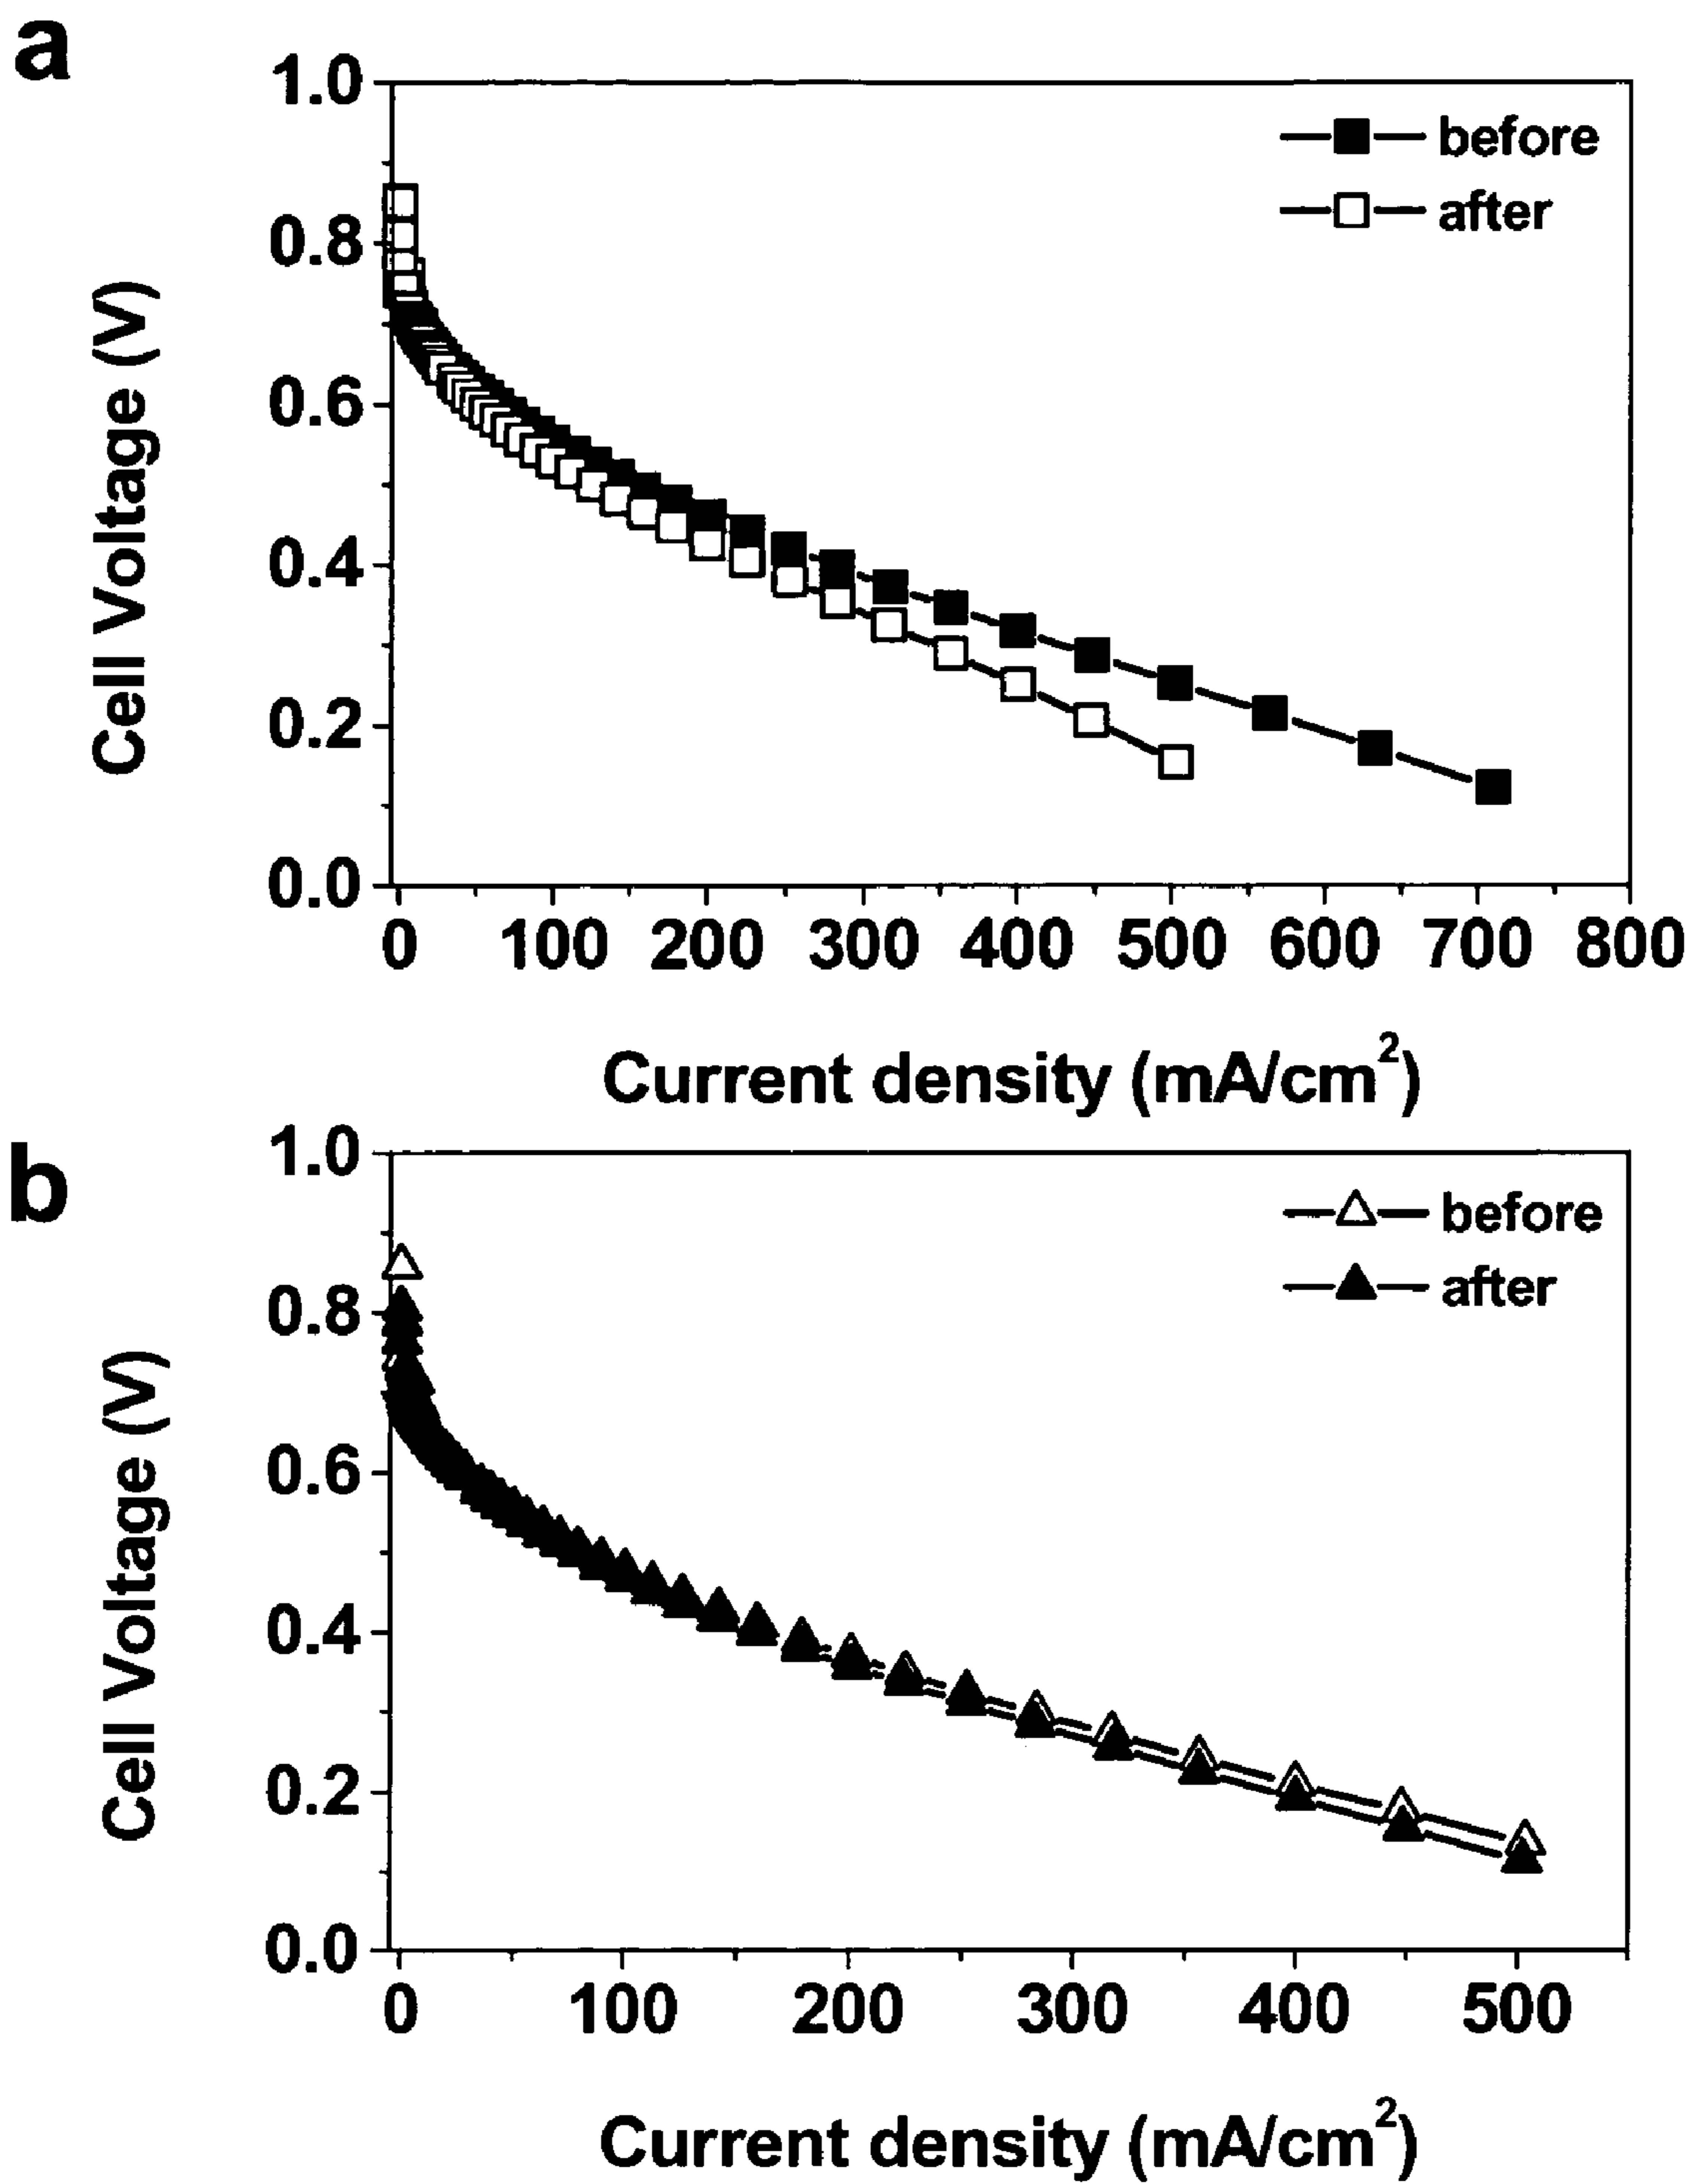 a
1.0
0.8
0.6
0.4
0.2
0.0
Cell Voltage (V)
before
after
0 100 200 300 400 500 600 700 800
Current density (mA/cm²)
b
1.0
0.8
0.6
0.4
0.2
0.0
Cell Voltage (V)
before
after
0 100 200 300 400 500
Current density (mA/cm²)